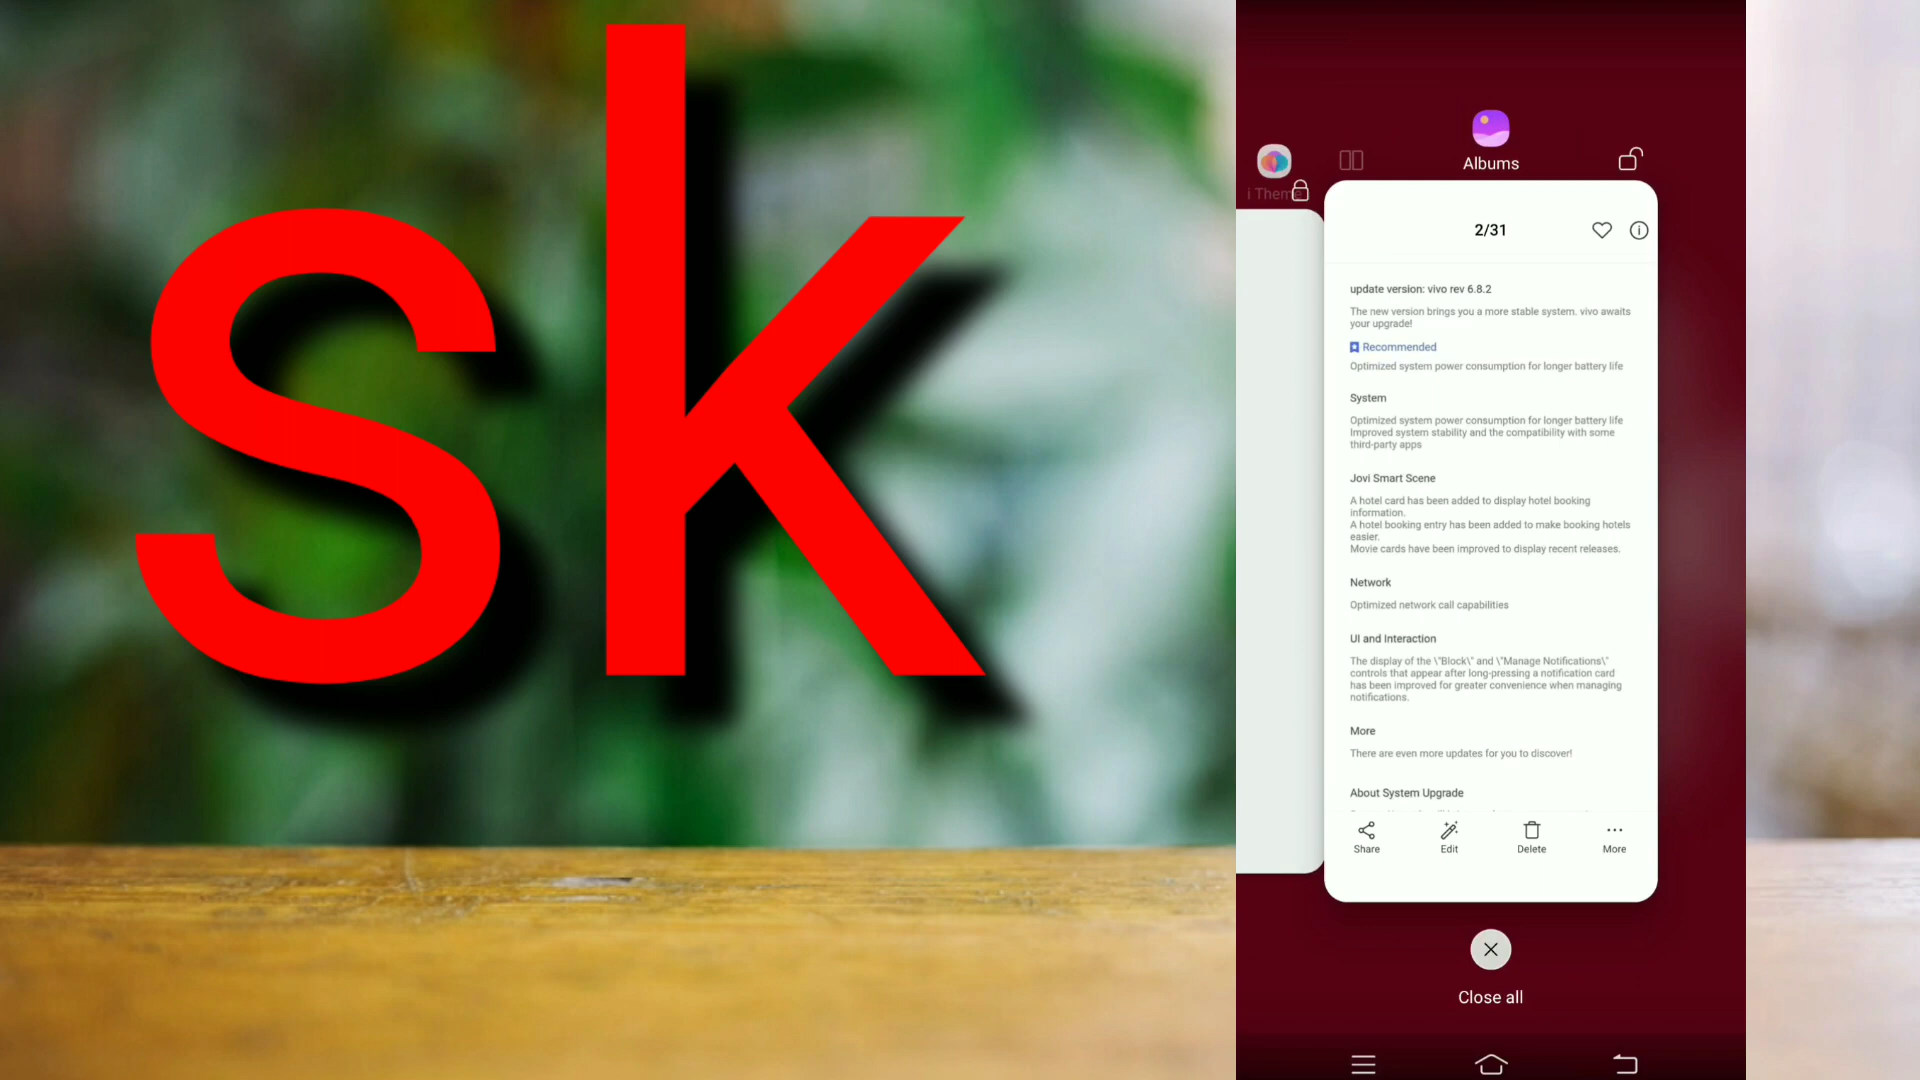 sk
Albums
i Them
2/31
update version: vivo rev 6.8.2
The new version brings you a more stable system. vivo awaits
your upgrade!
Recommended
Optimized system power consumption for longer battery life
System
Optimized system power consumption for longer battery life
Improved system stability and the compatibility with some
third-party apps
Jovi Smart Scene
A hotel card has been added to display hotel booking
information.
A hotel booking entry has been added to make booking hotels
easier.
Movie cards have been improved to display recent releases.
Network
Optimized network call capabilities
UI and Interaction
The display of the \"Block\" and \"Manage Notifications\"
controls that appear after long-pressing a notification card
has been improved for greater convenience when managing
notifications.
More
There are even more updates for you to discover!
About System Upgrade
Share
Edit
Delete
More
Close all